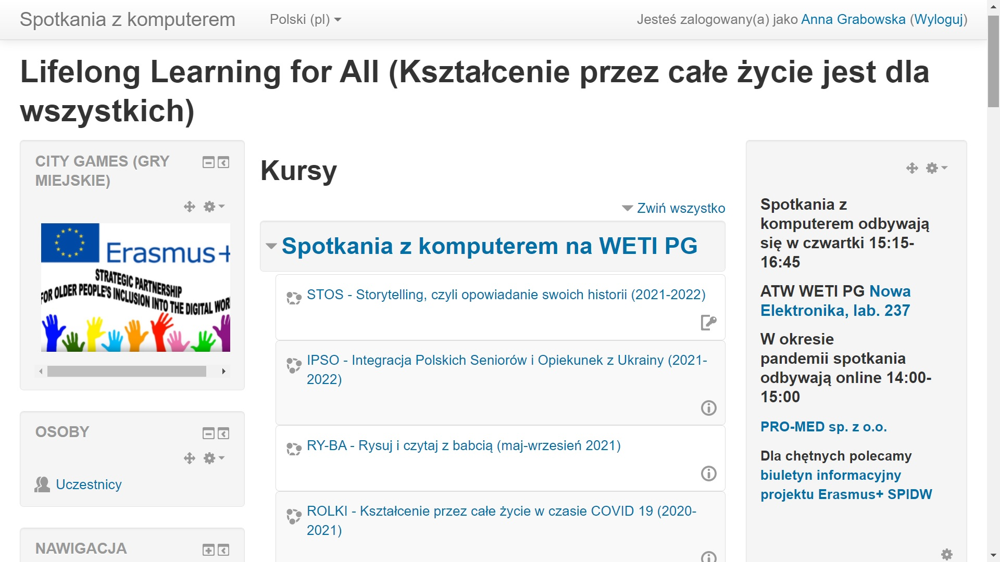 Spotkania z komputerem
Polski (pl)
Jesteś zalogowany(a) jako Anna Grabowska (Wyloguj)
Lifelong Learning for All (Kształcenie przez całe życie jest dla
wszystkich)
CITY GAMES (GRY
MIEJSKIE)
Erasmus+
STRATEGIC PARTNERSHIP
FOR OLDER PEOPLE'S INCLUSION INTO THE DIGITAL
OSOBY
Uczestnicy
NAWIGACJA
Kursy
Zwiń wszystko
Spotkania z komputerem na WETI PG
STOS - Storytelling, czyli opowiadanie swoich historii (2021-2022)
IPSO - Integracja Polskich Seniorów i Opiekunek z Ukrainy (2021-
2022)
RY-BA - Rysuj i czytaj z babcią (maj-wrzesień 2021)
ROLKI - Kształcenie przez całe życie w czasie COVID 19 (2020-
2021)
Spotkania z
komputerem odbywają
się w czwartki 15:15-
16:45
ATW WETI PG Nowa
Elektronika, lab. 237
W okresie
pandemii spotkania
odbywają online 14:00-
15:00
PRO-MED sp. z o.o.
Dla chętnych polecamy
biuletyn informacyjny
projektu Erasmus+ SPIDW